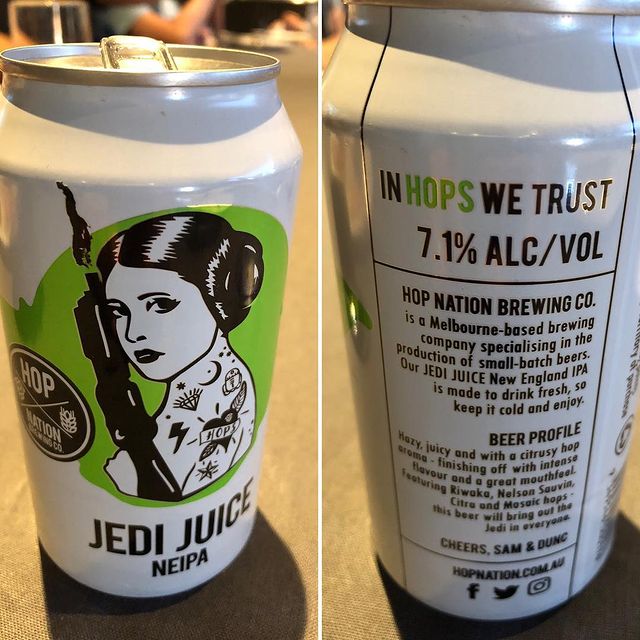 HOP
NATION
BREWING CO.
HOPS
JEDI JUICE
NEIPA
IN HOPS WE TRUST
7.1% ALC/VOL
HOP NATION BREWING CO.
is a Melbourne-based brewing
company specialising in the
production of small-batch beers.
Our JEDI JUICE New England IPA
is made to drink fresh, so
keep it cold and enjoy.
BEER PROFILE
Hazy, juicy and with a citrusy hop
aroma - finishing off with intense
flavour and a great mouthfeel.
Featuring Riwaka, Nelson Sauvin,
Citra and Mosaic hops -
this beer will bring out the
Jedi in everyone.
CHEERS, SAM & DUNC
HOPNATION.COM.AU